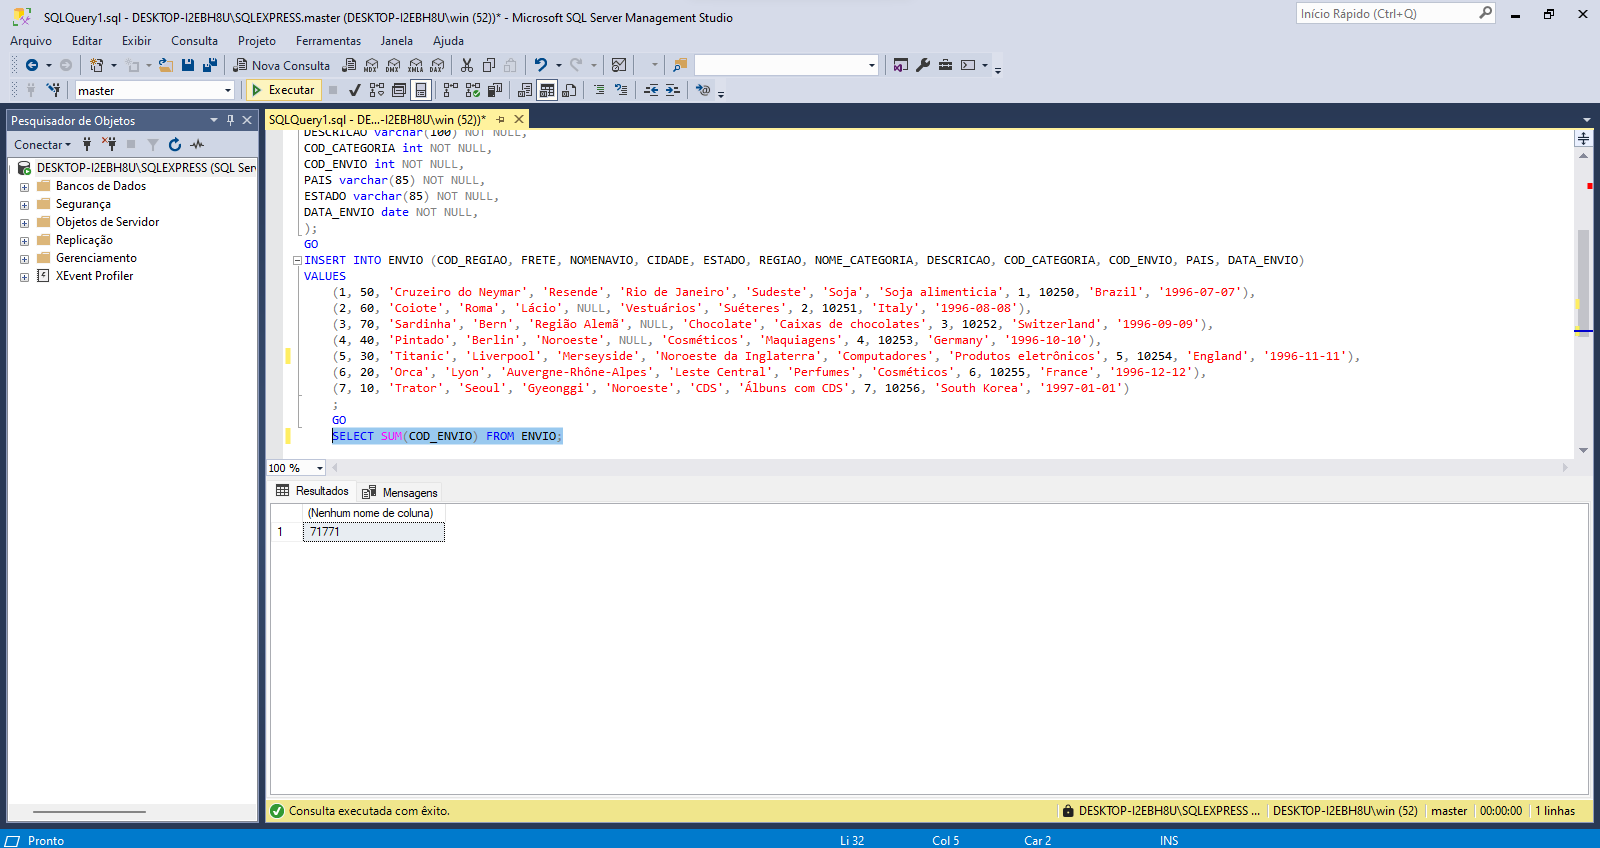 SQLQuery1.sql - DESKTOP-I2EBH8U\SQLEXPRESS.master (DESKTOP-I2EBH8U\win (52))* - Microsoft SQL Server Management Studio
Início Rápido (Ctrl+Q)
Arquivo Editar Exibir Consulta Projeto Ferramentas Janela Ajuda
Nova Consulta
MDX DMX XMLA DAX
master
Executar
Pesquisador de Objetos
Conectar
DESKTOP-I2EBH8U\SQLEXPRESS (SQL Ser
Bancos de Dados
Segurança
Objetos de Servidor
Replicação
Gerenciamento
XEvent Profiler
SQLQuery1.sql - DE...-I2EBH8U\win (52))*
DESCRICAO varchar(100) NOT NULL,
COD_CATEGORIA int NOT NULL,
COD_ENVIO int NOT NULL,
PAIS varchar(85) NOT NULL,
ESTADO varchar(85) NOT NULL,
DATA_ENVIO date NOT NULL,
);
GO
INSERT INTO ENVIO (COD_REGIAO, FRETE, NOMENAVIO, CIDADE, ESTADO, REGIAO, NOME_CATEGORIA, DESCRICAO, COD_CATEGORIA, COD_ENVIO, PAIS, DATA_ENVIO)
VALUES
(1, 50, 'Cruzeiro do Neymar', 'Resende', 'Rio de Janeiro', 'Sudeste', 'Soja', 'Soja alimenticia', 1, 10250, 'Brazil', '1996-07-07'),
(2, 60, 'Coiote', 'Roma', 'Lácio', NULL, 'Vestuários', 'Suéteres', 2, 10251, 'Italy', '1996-08-08'),
(3, 70, 'Sardinha', 'Bern', 'Região Alemã', NULL, 'Chocolate', 'Caixas de chocolates', 3, 10252, 'Switzerland', '1996-09-09'),
(4, 40, 'Pintado', 'Berlin', 'Noroeste', NULL, 'Cosméticos', 'Maquiagens', 4, 10253, 'Germany', '1996-10-10'),
(5, 30, 'Titanic', 'Liverpool', 'Merseyside', 'Noroeste da Inglaterra', 'Computadores', 'Produtos eletrônicos', 5, 10254, 'England', '1996-11-11'),
(6, 20, 'Orca', 'Lyon', 'Auvergne-Rhône-Alpes', 'Leste Central', 'Perfumes', 'Cosméticos', 6, 10255, 'France', '1996-12-12'),
(7, 10, 'Trator', 'Seoul', 'Gyeonggi', 'Noroeste', 'CDS', 'Álbuns com CDS', 7, 10256, 'South Korea', '1997-01-01')
;
GO
SELECT SUM(COD_ENVIO) FROM ENVIO;
100 %
Resultados Mensagens
(Nenhum nome de coluna)
1 71771
Consulta executada com êxito.
DESKTOP-I2EBH8U\SQLEXPRESS ... DESKTOP-I2EBH8U\win (52) master 00:00:00 1 linhas
Pronto
Li 32 Col 5 Car 2 INS